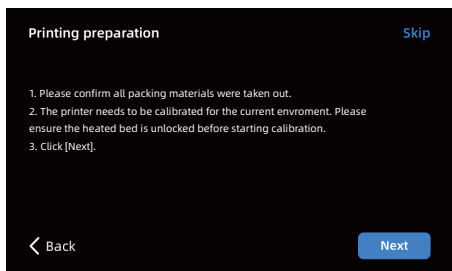 Printing preparation
Skip
1. Please confirm all packing materials were taken out.
2. The printer needs to be calibrated for the current enviroment. Please
ensure the heated bed is unlocked before starting calibration.
3. Click [Next].
Back
Next